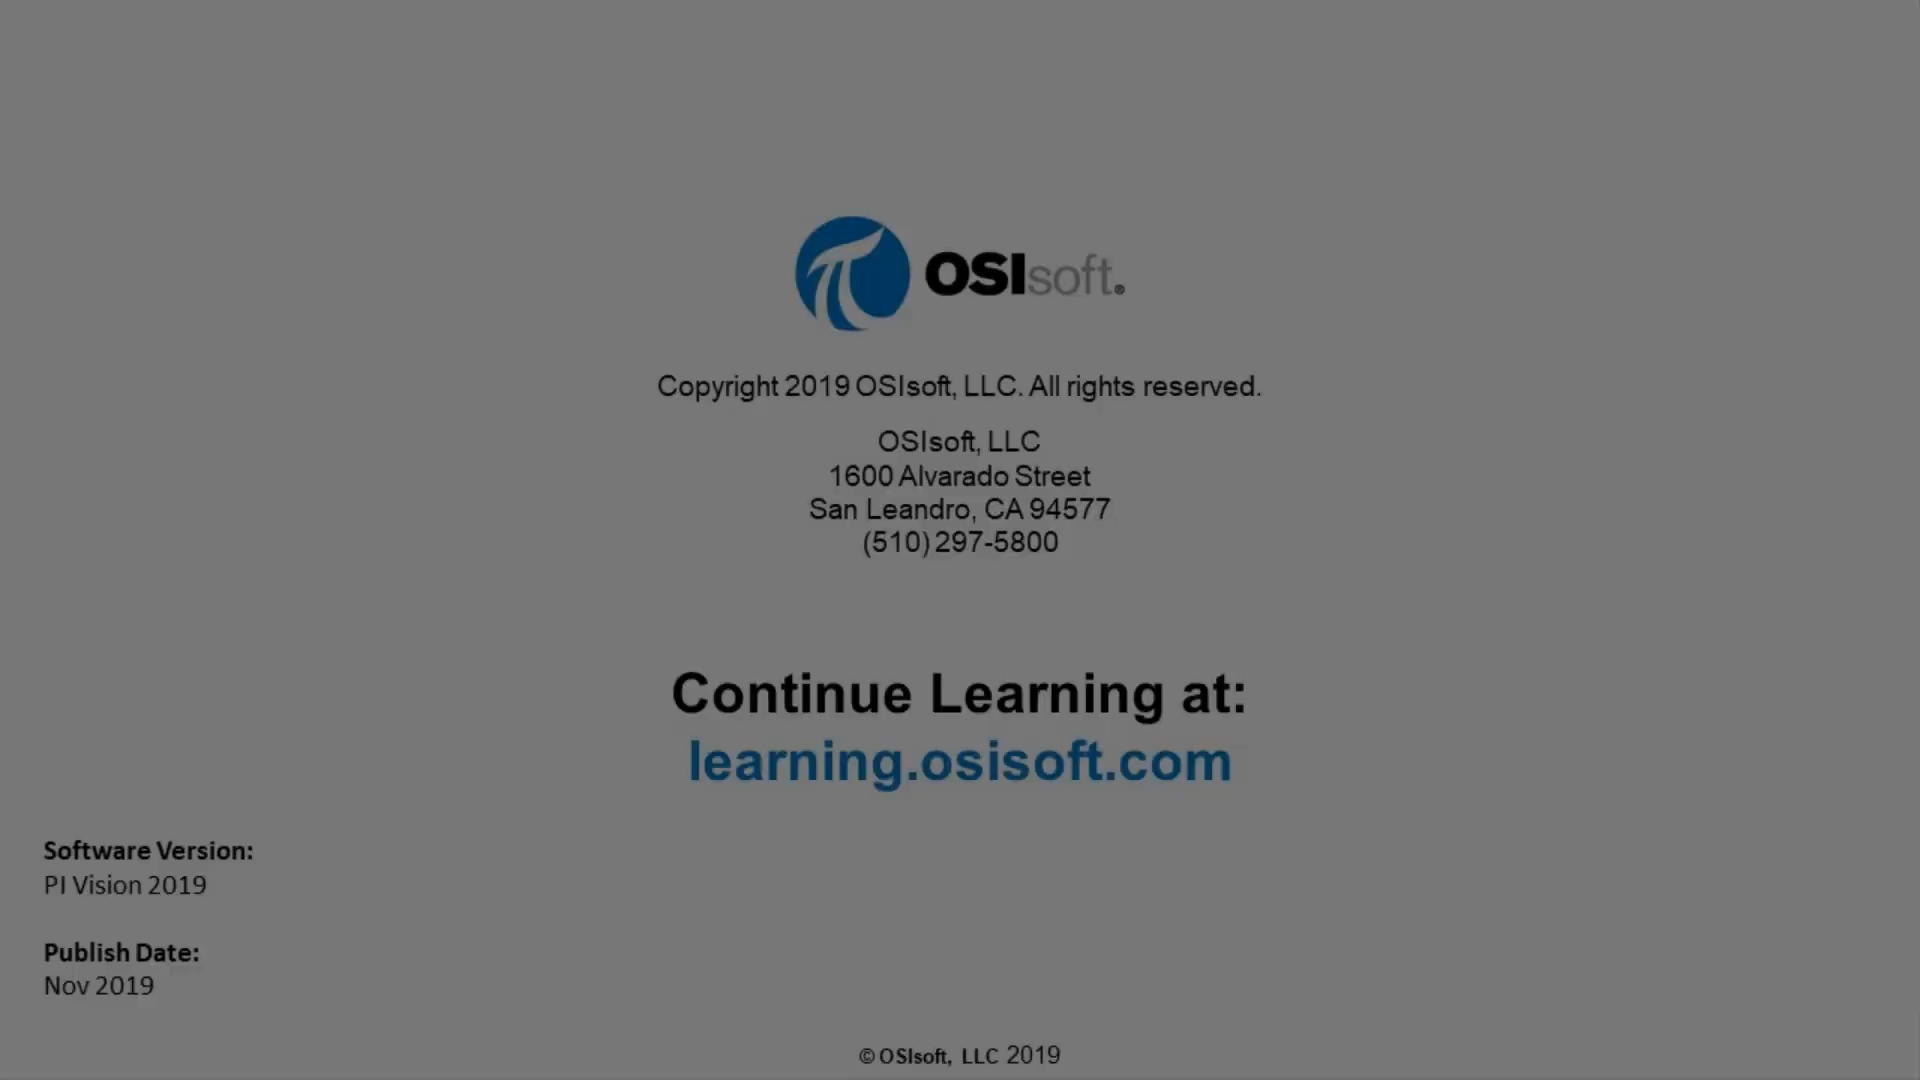 OSIsoft.®
Copyright 2019 OSIsoft, LLC. All rights reserved.
OSIsoft, LLC
1600 Alvarado Street
San Leandro, CA 94577
(510) 297-5800
Continue Learning at:
learning.osisoft.com
Software Version:
PI Vision 2019
Publish Date:
Nov 2019
© OSIsoft, LLC 2019